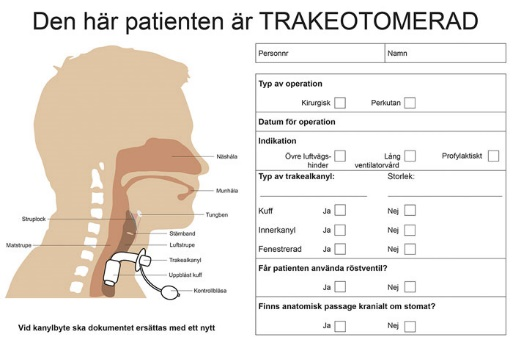 Den här patienten är TRAKEOTOMERAD
Näshåla
Munhåla
Tungben
Struplock
Stämband
Matstrupe
Luftstrupe
Trakealkanyl
Uppblåst kuff
Kontrollblåsa
Vid kanylbyte ska dokumentet ersättas med ett nytt
Personnr Namn
Typ av operation
Kirurgisk Perkutan
Datum för operation
Indikation
Övre luftvägs- Lång Profylaktiskt
hinder ventilatorvård
Typ av trakealkanyl: Storlek:
Kuff Ja Nej
Innerkanyl Ja Nej
Fenestrerad Ja Nej
Får patienten använda röstventil?
Ja Nej
Finns anatomisk passage kranialt om stomat?
Ja Nej